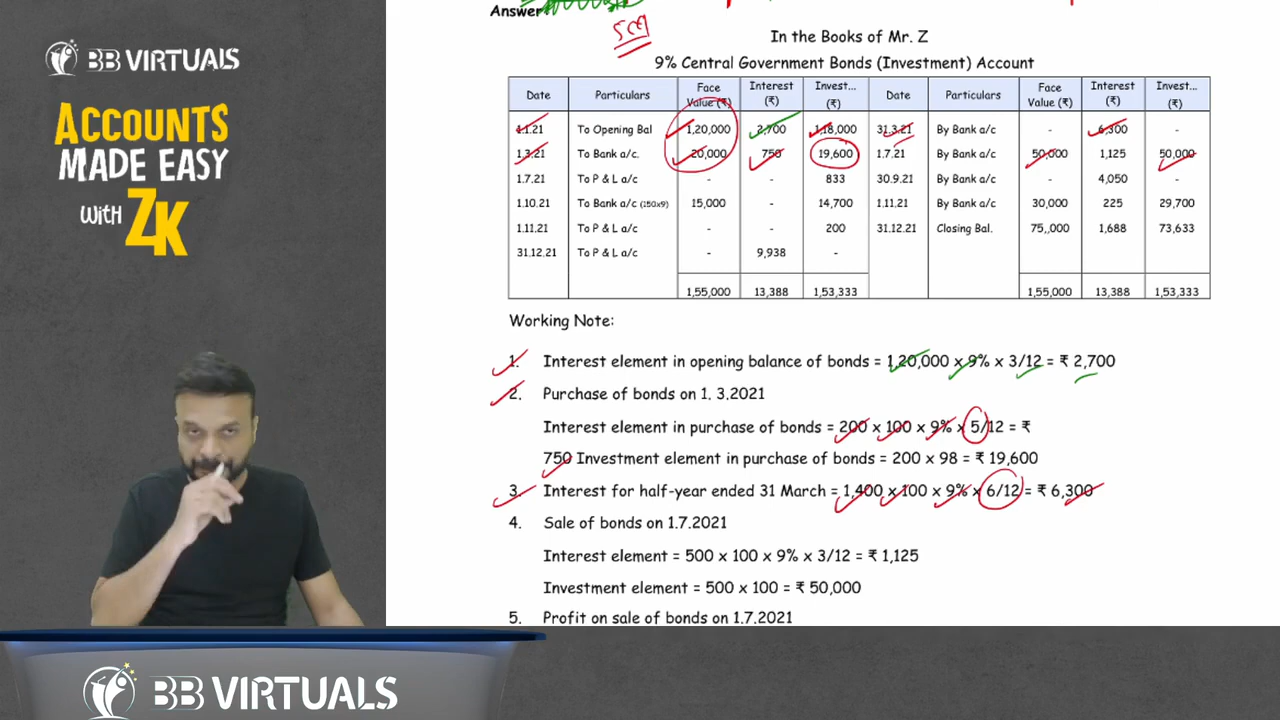 BB VIRTUALS
ACCOUNTS
MADE EASY
with ZK
Answer
5m
In the Books of Mr. Z
9% Central Government Bonds (Investment) Account
Date Particulars Face Value (₹) Interest (₹) Invest... (₹) Date Particulars Face Value (₹) Interest (₹) Invest... (₹)
1.1.21 To Opening Bal 1,20,000 2,700 1,18,000 31.3.21 By Bank a/c - 6,300 -
1.3.21 To Bank a/c. 20,000 750 19,600 1.7.21 By Bank a/c 50,000 1,125 50,000
1.7.21 To P & L a/c - - 833 30.9.21 By Bank a/c - 4,050 -
1.10.21 To Bank a/c (150x9) 15,000 - 14,700 1.11.21 By Bank a/c 30,000 225 29,700
1.11.21 To P & L a/c - - 200 31.12.21 Closing Bal. 75,,000 1,688 73,633
31.12.21 To P & L a/c - 9,938 -
1,55,000 13,388 1,53,333 1,55,000 13,388 1,53,333
Working Note:
1. Interest element in opening balance of bonds = 1,20,000 x 9% x 3/12 = ₹ 2,700
2. Purchase of bonds on 1. 3.2021
Interest element in purchase of bonds = 200 x 100 x 9% x 5/12 = ₹
750 Investment element in purchase of bonds = 200 x 98 = ₹ 19,600
3. Interest for half-year ended 31 March = 1,400 x 100 x 9% x 6/12 = ₹ 6,300
4. Sale of bonds on 1.7.2021
Interest element = 500 x 100 x 9% x 3/12 = ₹ 1,125
Investment element = 500 x 100 = ₹ 50,000
5. Profit on sale of bonds on 1.7.2021
BB VIRTUALS